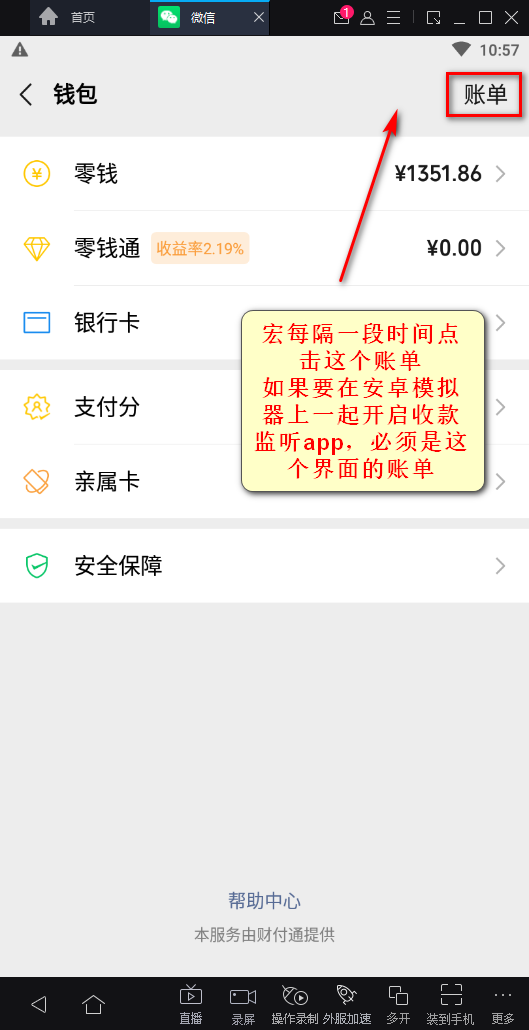 首页
微信
1
10:57
钱包
账单
零钱
¥1351.86
零钱通
收益率2.19%
¥0.00
银行卡
宏每隔一段时间点
击这个账单
如果要在安卓模拟
器上一起开启收款
监听app，必须是这
个界面的账单
支付分
亲属卡
安全保障
帮助中心
本服务由财付通提供
直播
录屏
操作录制
外服加速
多开
装到手机
更多